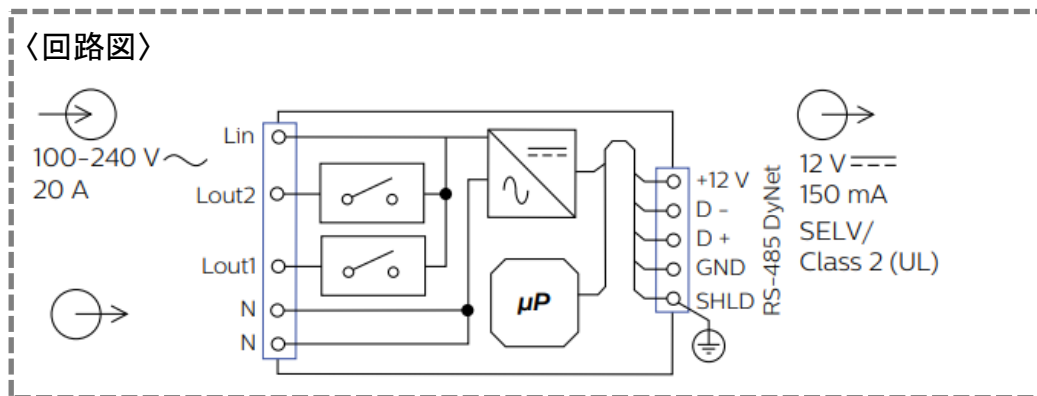 〈回路図〉
100-240 V
20 A
Lin
Lout2
Lout1
N
N
µP
+12 V
D -
D +
GND
SHLD
RS-485 DyNet
12 V
150 mA
SELV/
Class 2 (UL)